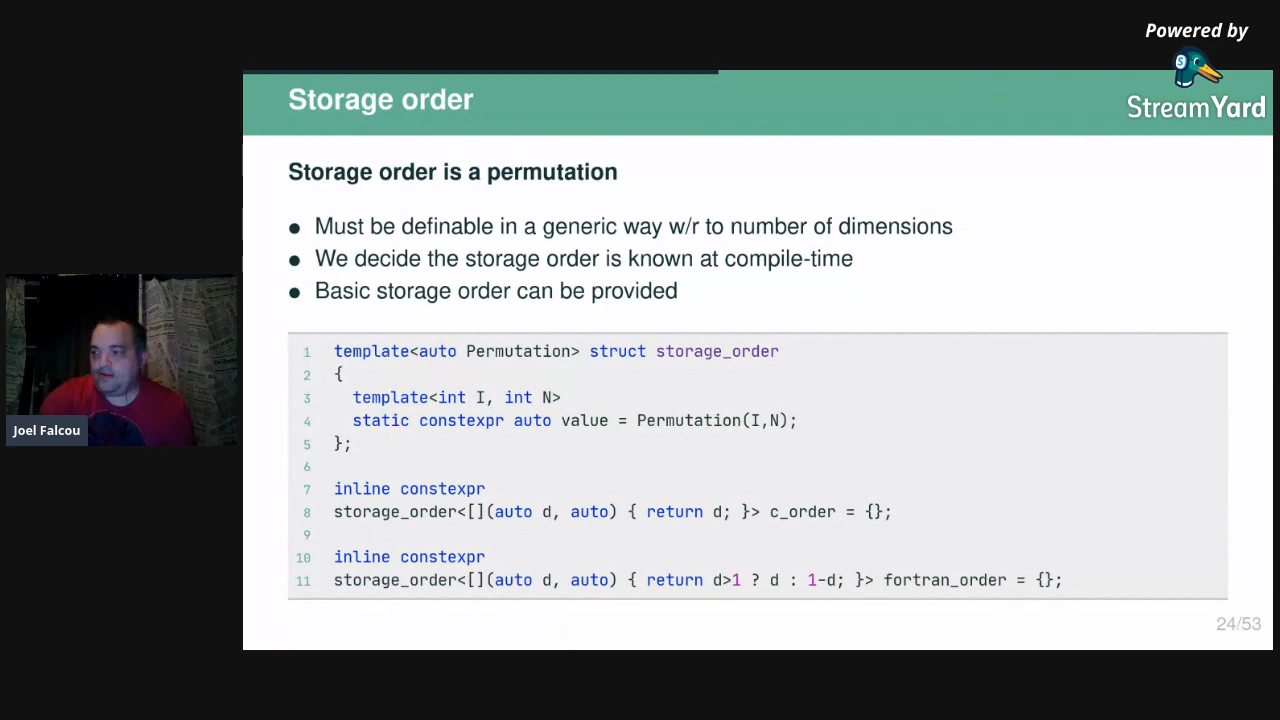 Powered by
StreamYard
Storage order
Storage order is a permutation
● Must be definable in a generic way w/r to number of dimensions
● We decide the storage order is known at compile-time
● Basic storage order can be provided
1 template<auto Permutation> struct storage_order
2 {
3 template<int I, int N>
4 static constexpr auto value = Permutation(I,N);
5 };
6
7 inline constexpr
8 storage_order<[](auto d, auto) { return d; }> c_order = {};
9
10 inline constexpr
11 storage_order<[](auto d, auto) { return d>1 ? d : 1-d; }> fortran_order = {};
24/53
Joel Falcou